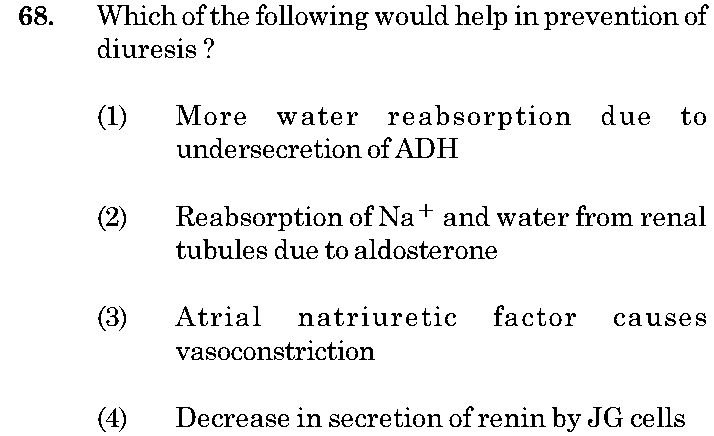 68. Which of the following would help in prevention of
diuresis ?
(1) More water reabsorption due to
undersecretion of ADH
(2) Reabsorption of Na⁺ and water from renal
tubules due to aldosterone
(3) Atrial natriuretic factor causes
vasoconstriction
(4) Decrease in secretion of renin by JG cells